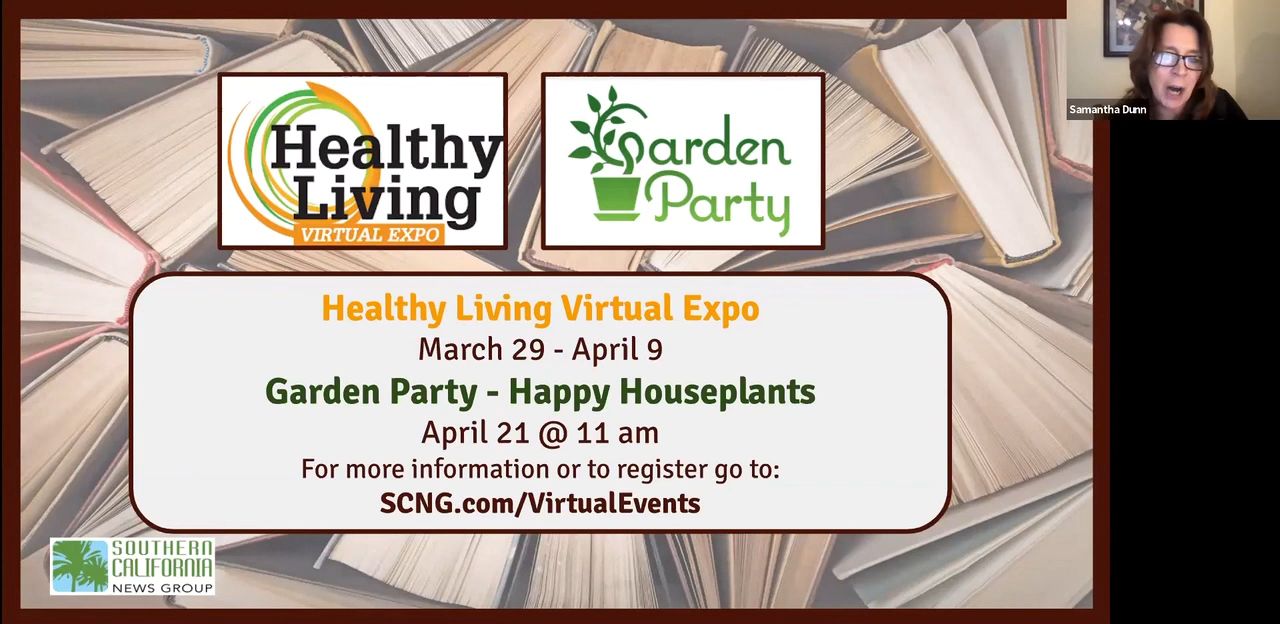 Samantha Dunn
Healthy
Living
VIRTUAL EXPO
Garden
Party
Healthy Living Virtual Expo
March 29 - April 9
Garden Party - Happy Houseplants
April 21 @ 11 am
For more information or to register go to:
SCNG.com/VirtualEvents
SOUTHERN
CALIFORNIA
NEWS GROUP